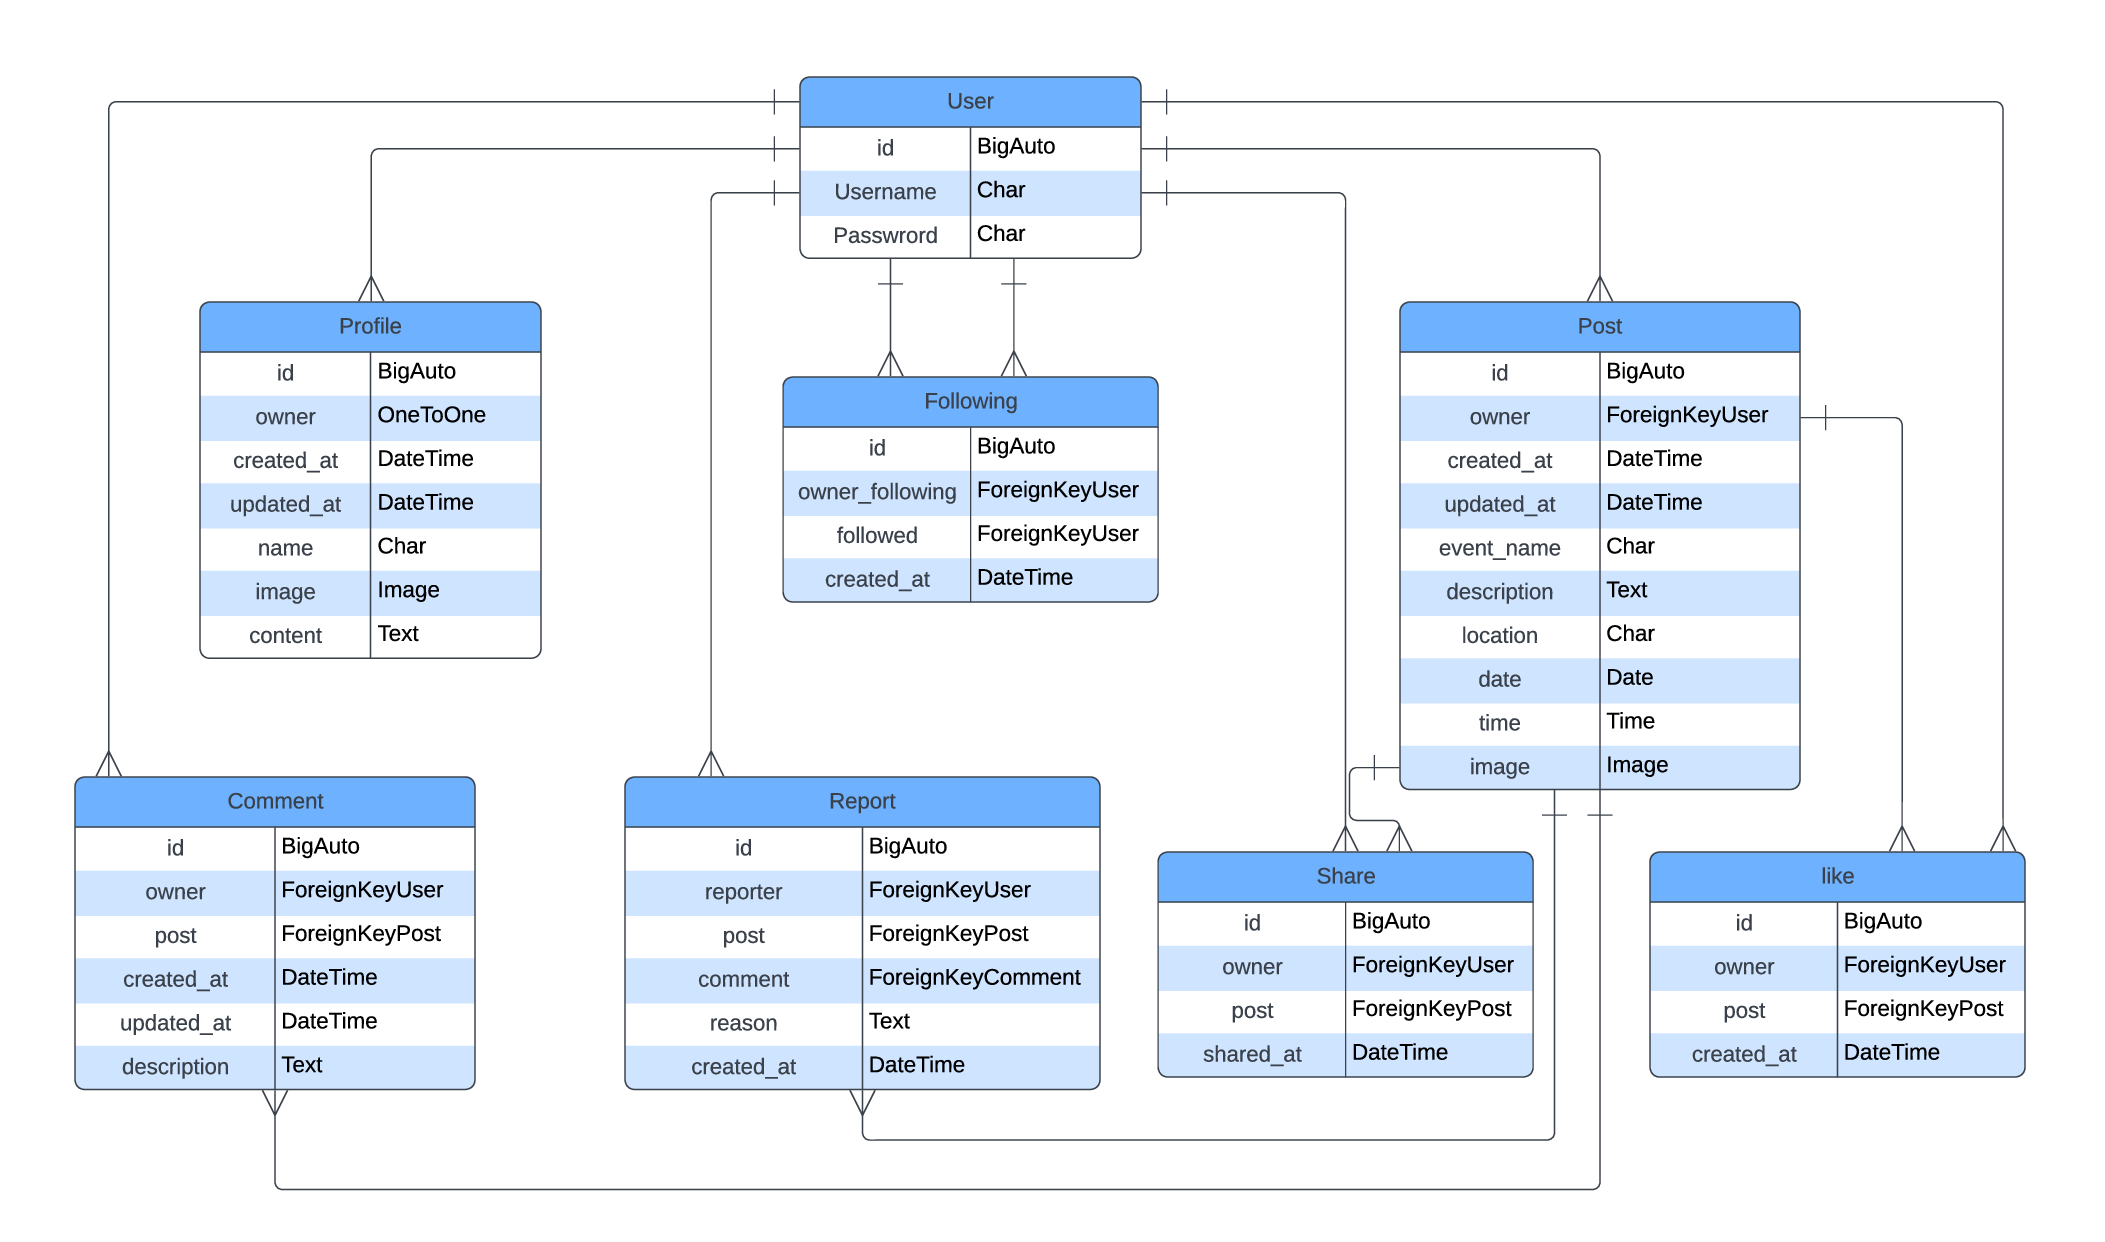 User
id BigAuto
Username Char
Passwrord Char
Profile
id BigAuto
owner OneToOne
created_at DateTime
updated_at DateTime
name Char
image Image
content Text
Following
id BigAuto
owner_following ForeignKeyUser
followed ForeignKeyUser
created_at DateTime
Post
id BigAuto
owner ForeignKeyUser
created_at DateTime
updated_at DateTime
event_name Char
description Text
location Char
date Date
time Time
image Image
Comment
id BigAuto
owner ForeignKeyUser
post ForeignKeyPost
created_at DateTime
updated_at DateTime
description Text
Report
id BigAuto
reporter ForeignKeyUser
post ForeignKeyPost
comment ForeignKeyComment
reason Text
created_at DateTime
Share
id BigAuto
owner ForeignKeyUser
post ForeignKeyPost
shared_at DateTime
like
id BigAuto
owner ForeignKeyUser
post ForeignKeyPost
created_at DateTime